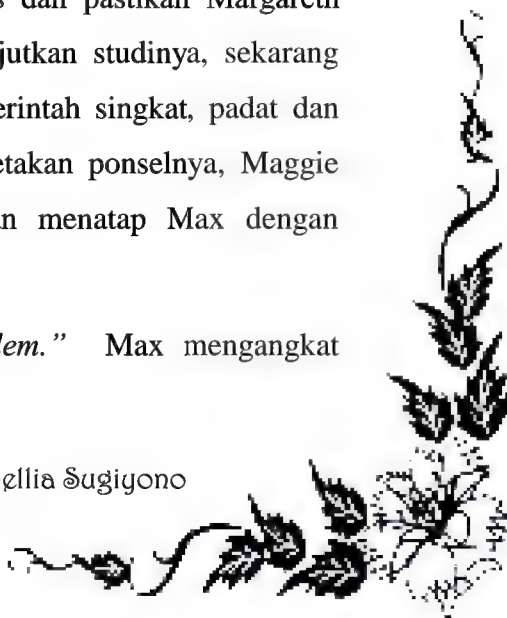 dan pastikan Margareth
jutkan studinya, sekarang
erintah singkat, padat dan
etakan ponselnya, Maggie
n menatap Max dengan
lem." Max mengangkat
ellia Sugiyono